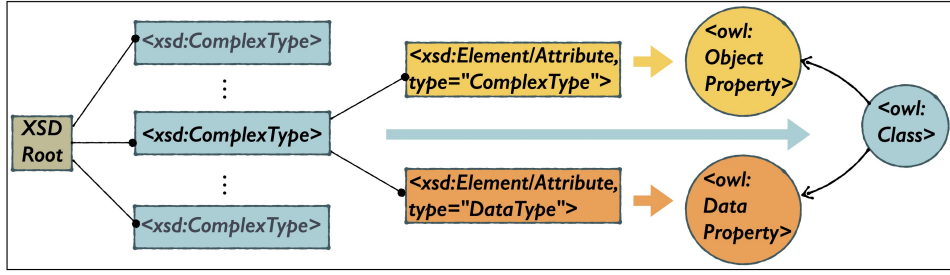 XSD
Root
<xsd:ComplexType>
⋮
<xsd:ComplexType>
⋮
<xsd:ComplexType>
<xsd:Element/Attribute,
type="ComplexType">
<xsd:Element/Attribute,
type="DataType">
<owl:
Object
Property>
<owl:
Data
Property>
<owl:
Class>